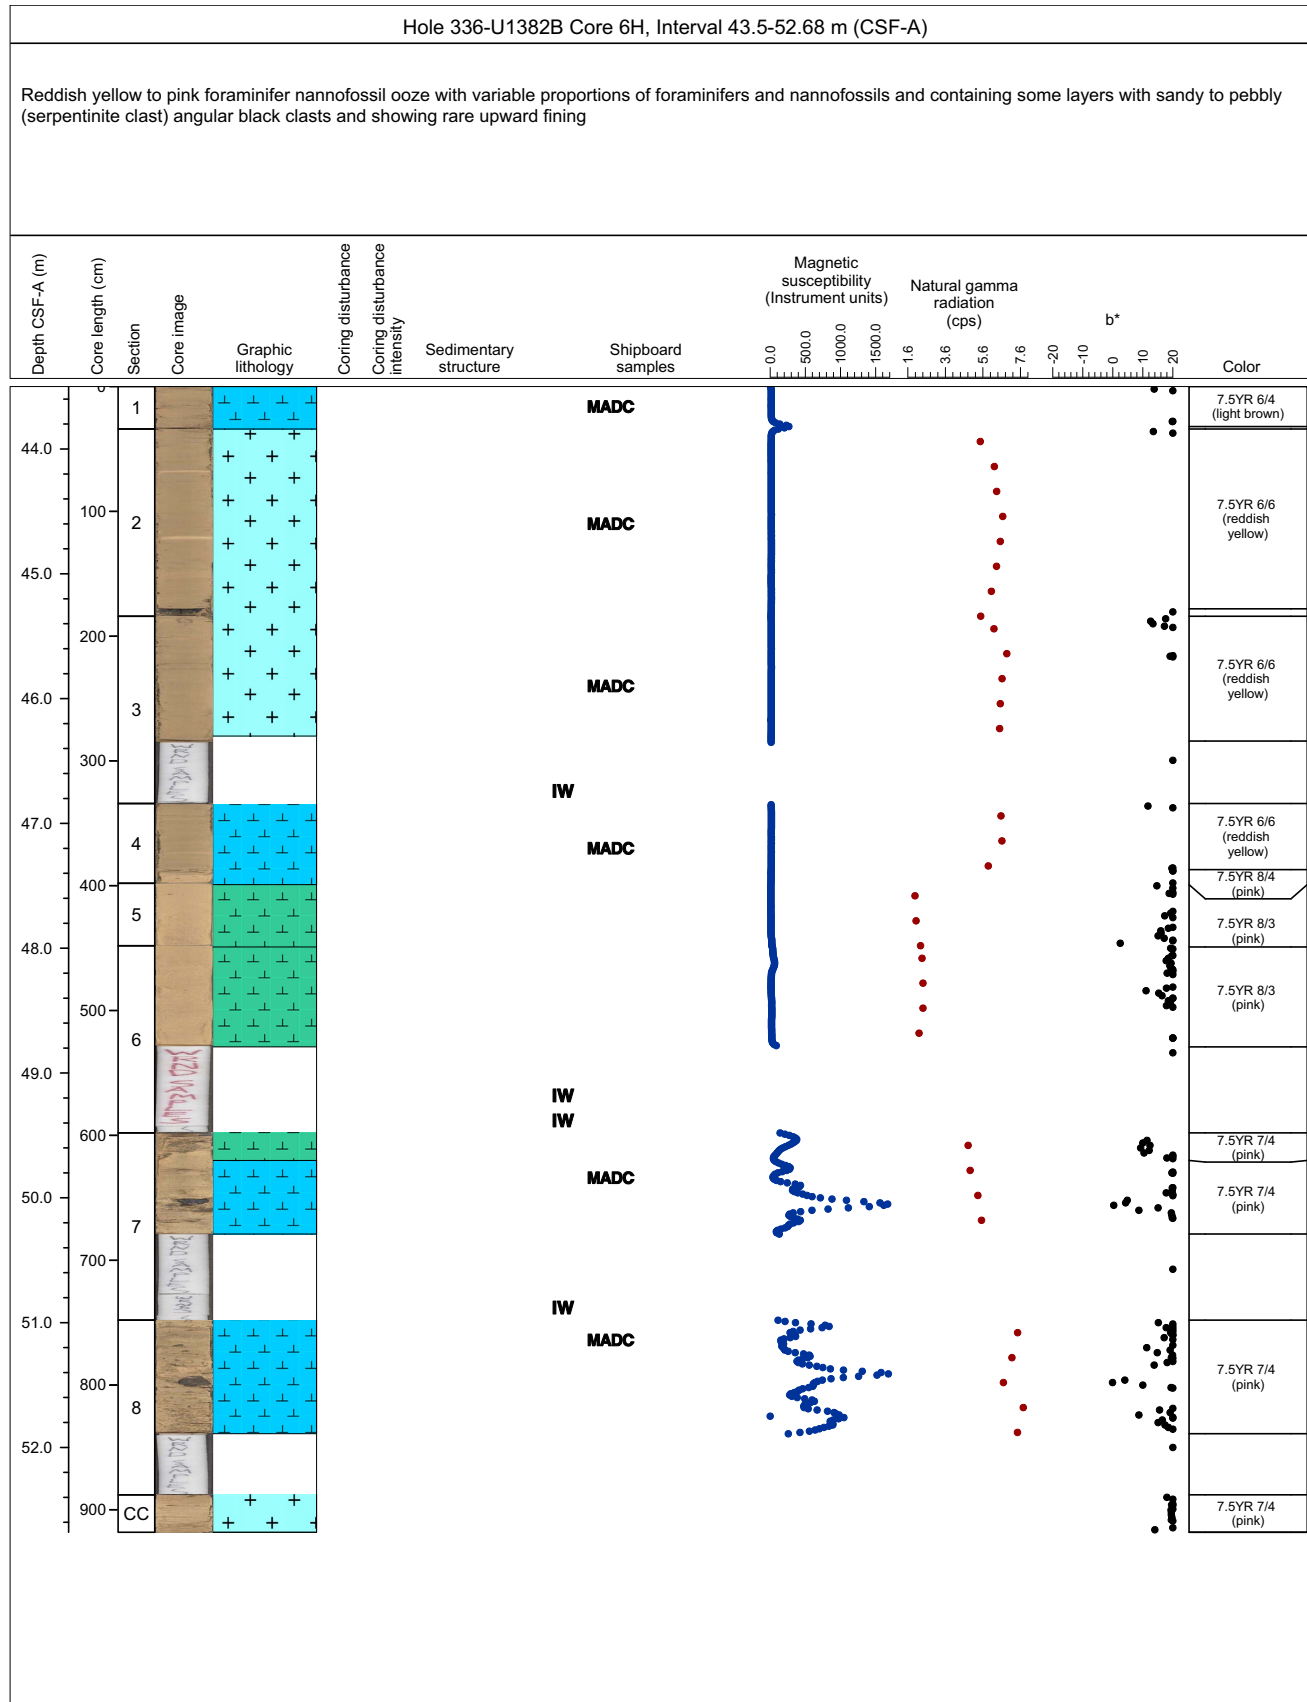 Hole 336-U1382B Core 6H, Interval 43.5-52.68 m (CSF-A)
Reddish yellow to pink foraminifer nannofossil ooze with variable proportions of foraminifers and nannofossils and containing some layers with sandy to pebbly
(serpentinite clast) angular black clasts and showing rare upward fining
Depth CSF-A (m)
Core length (cm)
Section
Core image
Graphic
lithology
Coring disturbance
Coring disturbance
intensity
Sedimentary
structure
Shipboard
samples
Magnetic
susceptibility
(Instrument units)
0.0
500.0
1000.0
1500.0
Natural gamma
radiation
(cps)
1.6
3.6
5.6
7.6
b*
-20
-10
0
10
20
Color
44.0
45.0
46.0
47.0
48.0
49.0
50.0
51.0
52.0
0
100
200
300
400
500
600
700
800
900
1
2
3
4
5
6
7
8
CC
MADC
MADC
MADC
IW
MADC
IW
IW
MADC
IW
MADC
7.5YR 6/4
(light brown)
7.5YR 6/6
(reddish
yellow)
7.5YR 6/6
(reddish
yellow)
7.5YR 6/6
(reddish
yellow)
7.5YR 8/4
(pink)
7.5YR 8/3
(pink)
7.5YR 8/3
(pink)
7.5YR 7/4
(pink)
7.5YR 7/4
(pink)
7.5YR 7/4
(pink)
7.5YR 7/4
(pink)